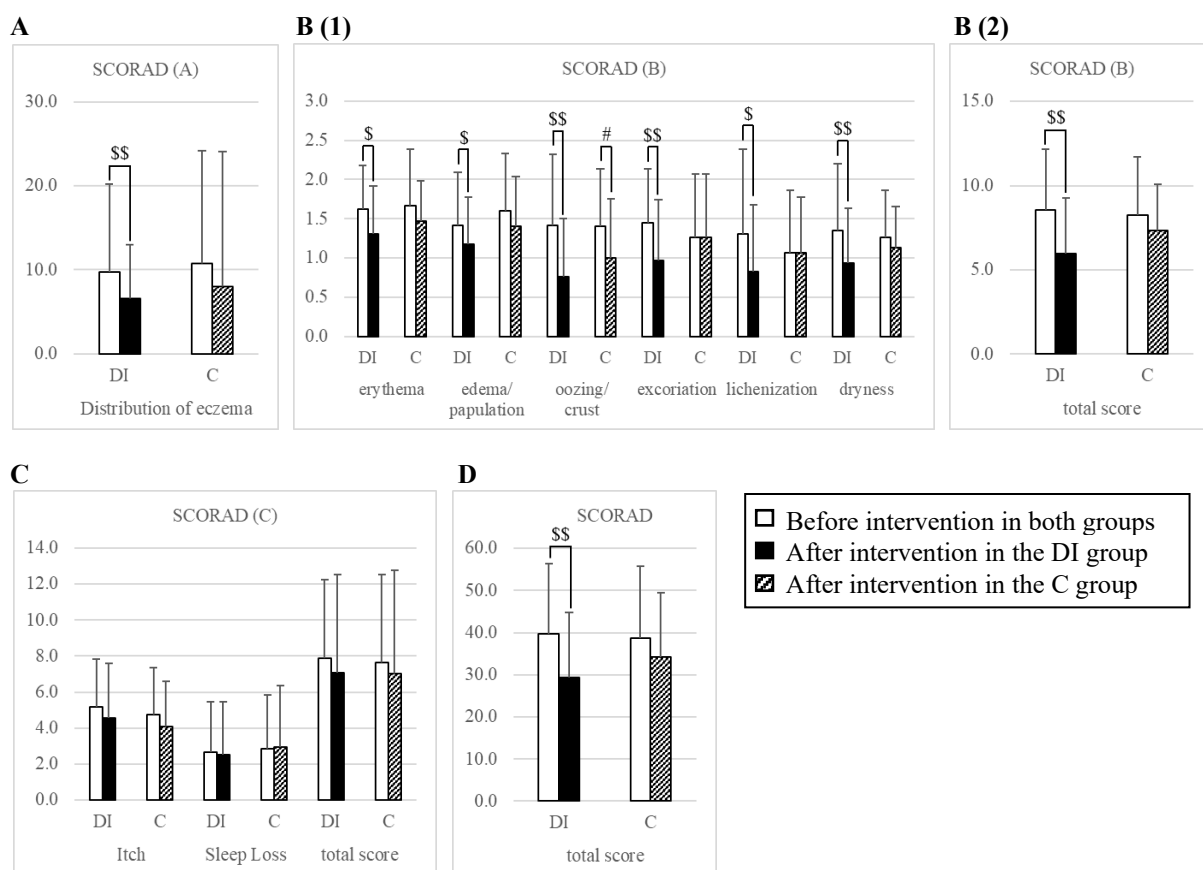 A
SCORAD (A)
30.0
20.0
10.0
0.0
$$
DI
C
Distribution of eczema
B (1)
SCORAD (B)
3.0
2.5
2.0
1.5
1.0
0.5
0.0
$ $ $$ # $$ $ $$
DI C DI C DI C DI C DI C DI C
erythema edema/ oozing/ excoriation lichenization dryness
papulation crust
B (2)
SCORAD (B)
15.0
10.0
5.0
0.0
$$
DI C
total score
C
SCORAD (C)
14.0
12.0
10.0
8.0
6.0
4.0
2.0
0.0
DI C DI C DI C
Itch Sleep Loss total score
D
SCORAD
60.0
50.0
40.0
30.0
20.0
10.0
0.0
$$
DI C
total score
Before intervention in both groups
After intervention in the DI group
After intervention in the C group